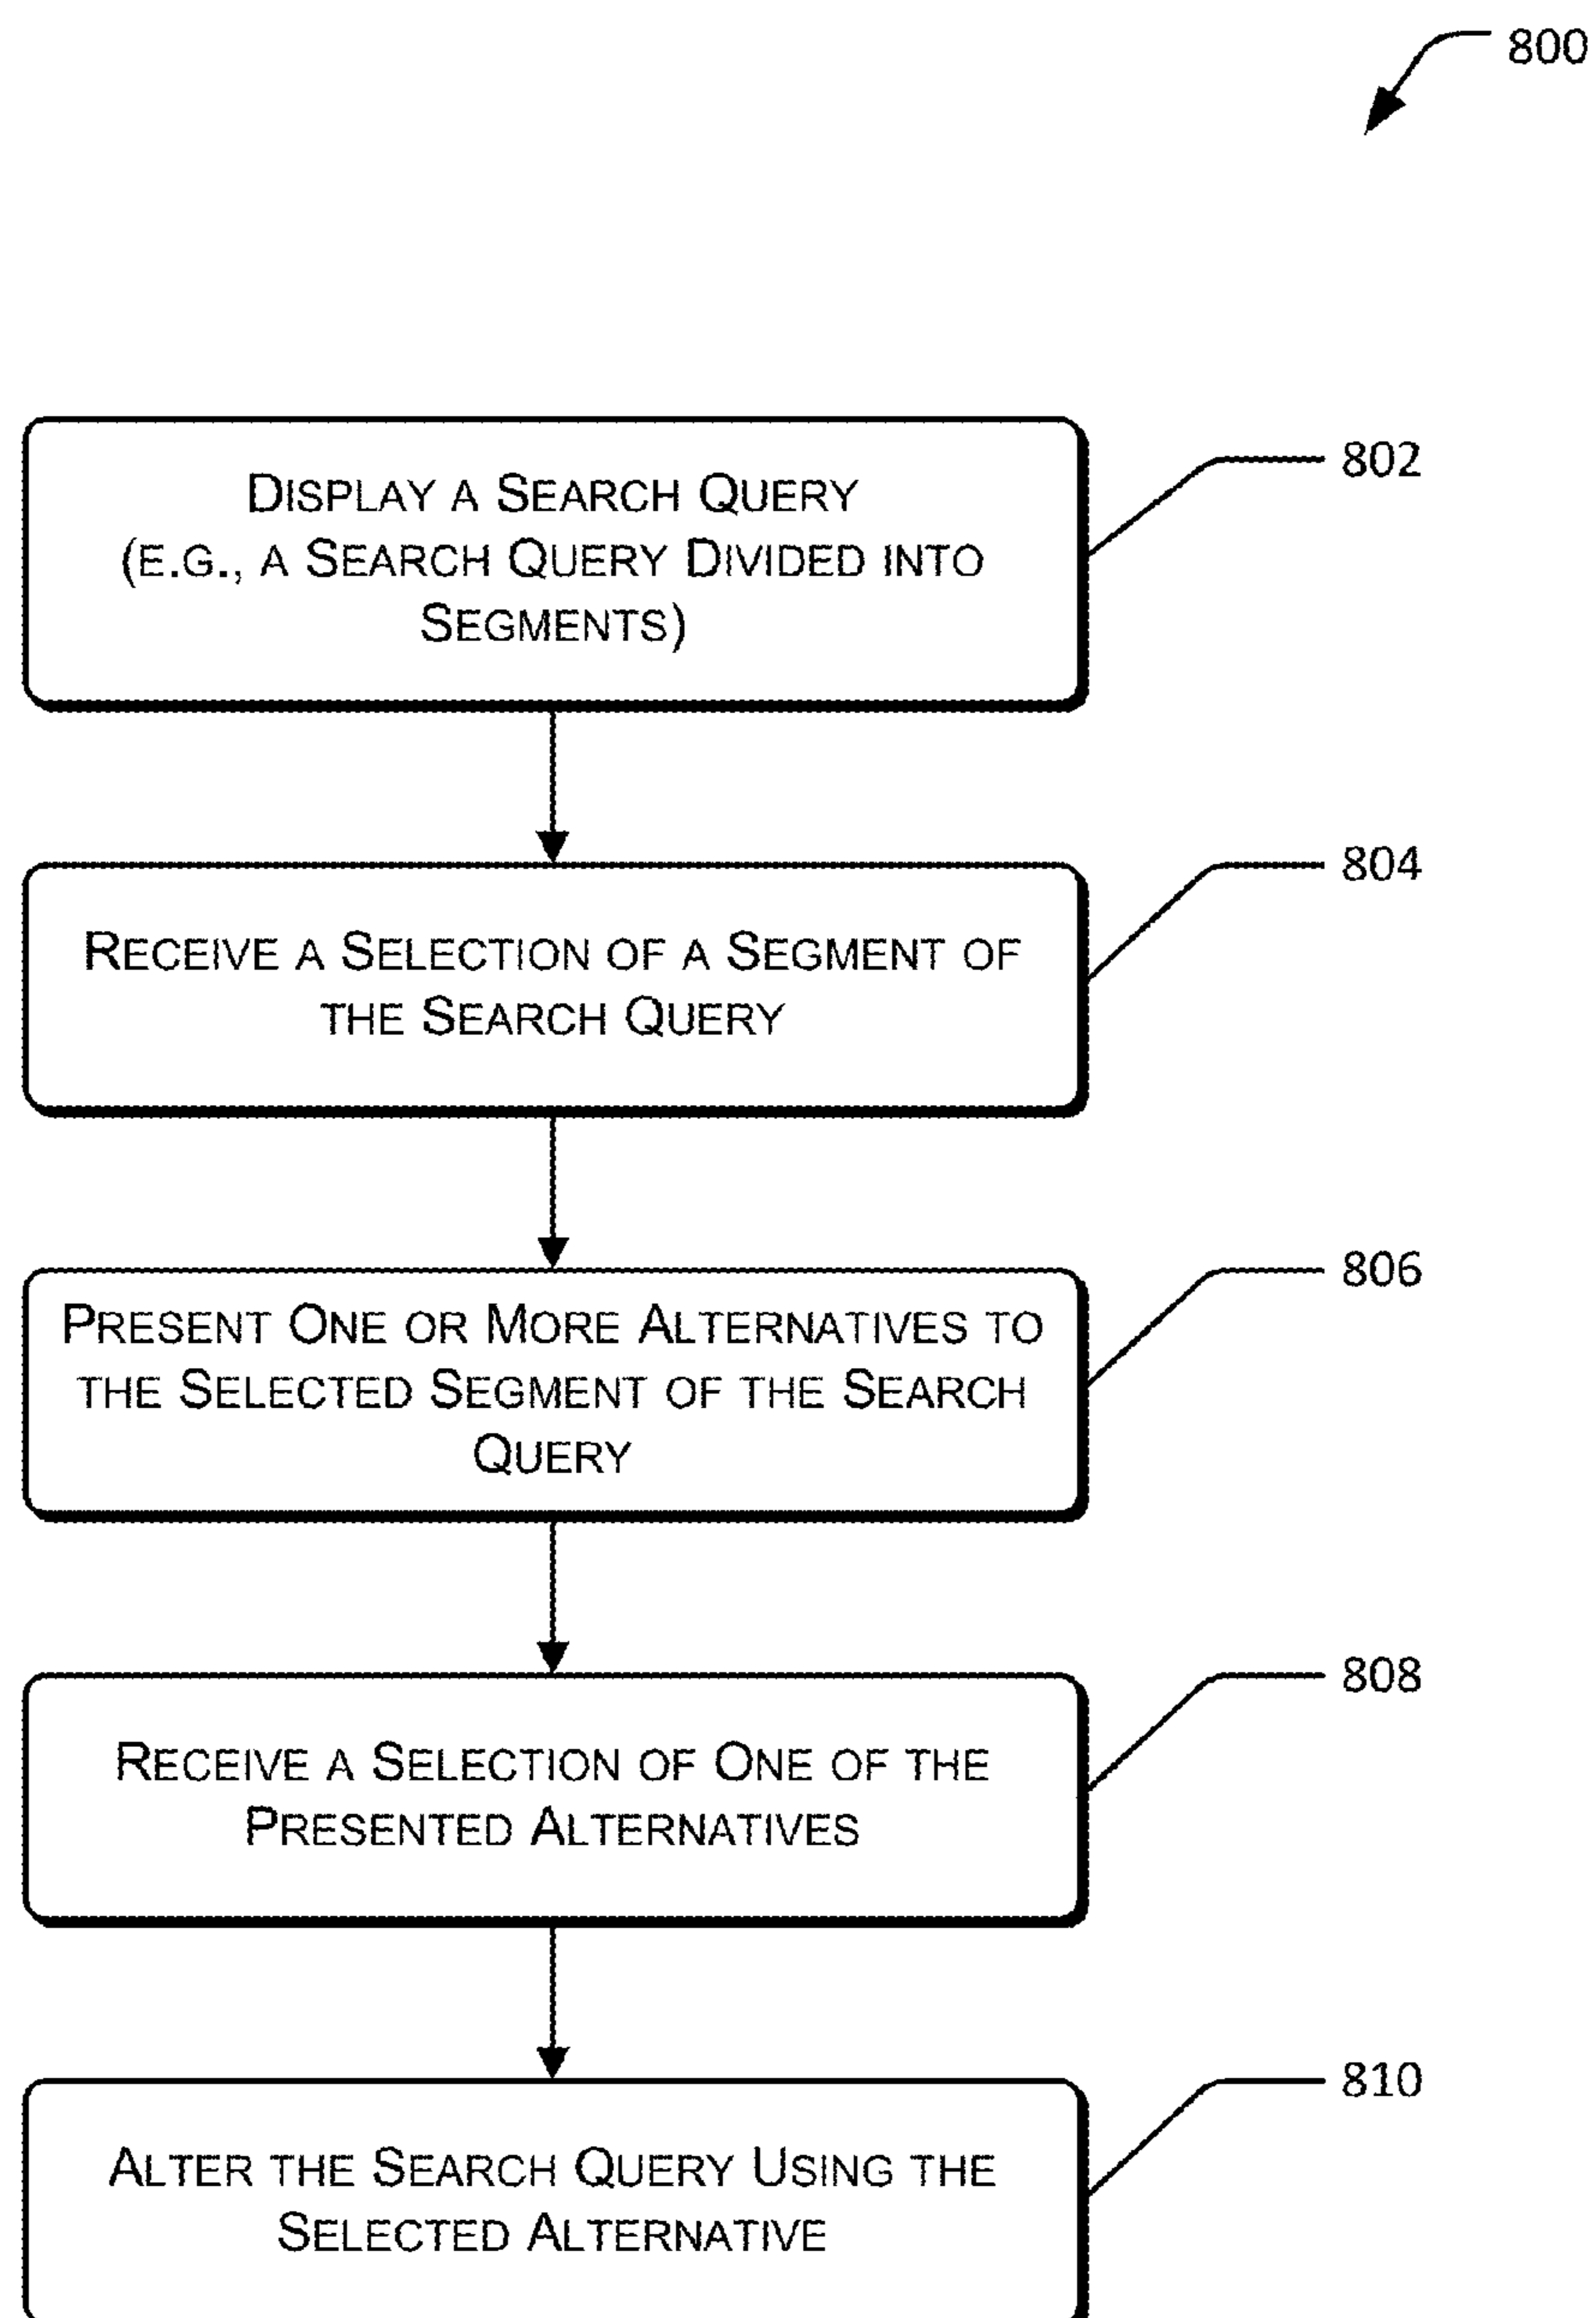 800
DISPLAY A SEARCH QUERY
(E.G., A SEARCH QUERY DIVIDED INTO
SEGMENTS)
802
RECEIVE A SELECTION OF A SEGMENT OF
THE SEARCH QUERY
804
PRESENT ONE OR MORE ALTERNATIVES TO
THE SELECTED SEGMENT OF THE SEARCH
QUERY
806
RECEIVE A SELECTION OF ONE OF THE
PRESENTED ALTERNATIVES
808
ALTER THE SEARCH QUERY USING THE
SELECTED ALTERNATIVE
810